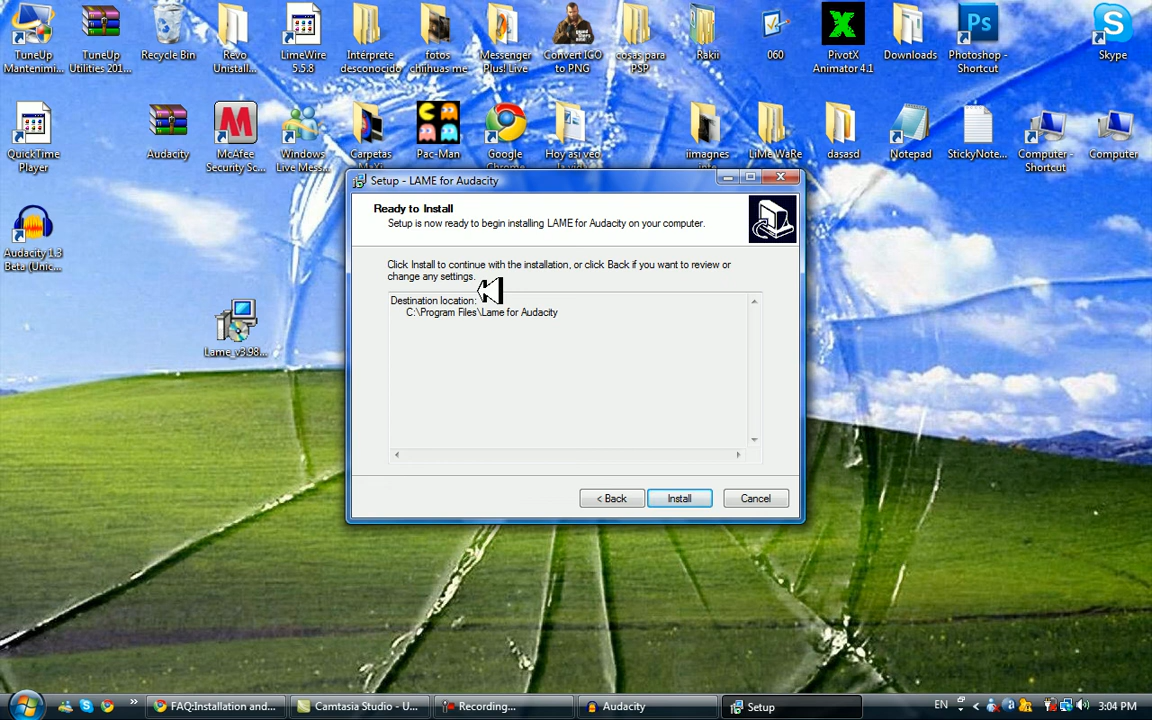 TuneUp
Mantenimi...
TuneUp
Utilities 201...
Recycle Bin
Revo
Unistall...
LimeWire
5.5.8
Interprete
desconocido
fotos
chiihuas me
Messenger
Plus! Live
Convert IGO
to PNG
cosas para
PSP
Rakii
060
PivotX
Animator 4.1
Downloads
Photoshop -
Shortcut
Skype
QuickTime
Player
Audacity
McAfee
Security Sc...
Windows
Live Mess...
Carpetas
Pac-Man
Google
Hoy asi veo
iimagnes
LiMe WaRe
dasasd
Notepad
StickyNote...
Computer -
Shortcut
Computer
Audacity 1.3
Beta (Unic...
Lame_v3.98...
Setup - LAME for Audacity
Ready to Install
Setup is now ready to begin installing LAME for Audacity on your computer.
Click Install to continue with the installation, or click Back if you want to review or
change any settings.
Destination location:
C:\Program Files\Lame for Audacity
< Back
Install
Cancel
FAQ:Installation and...
Camtasia Studio - U...
Recording...
Audacity
Setup
EN
3:04 PM